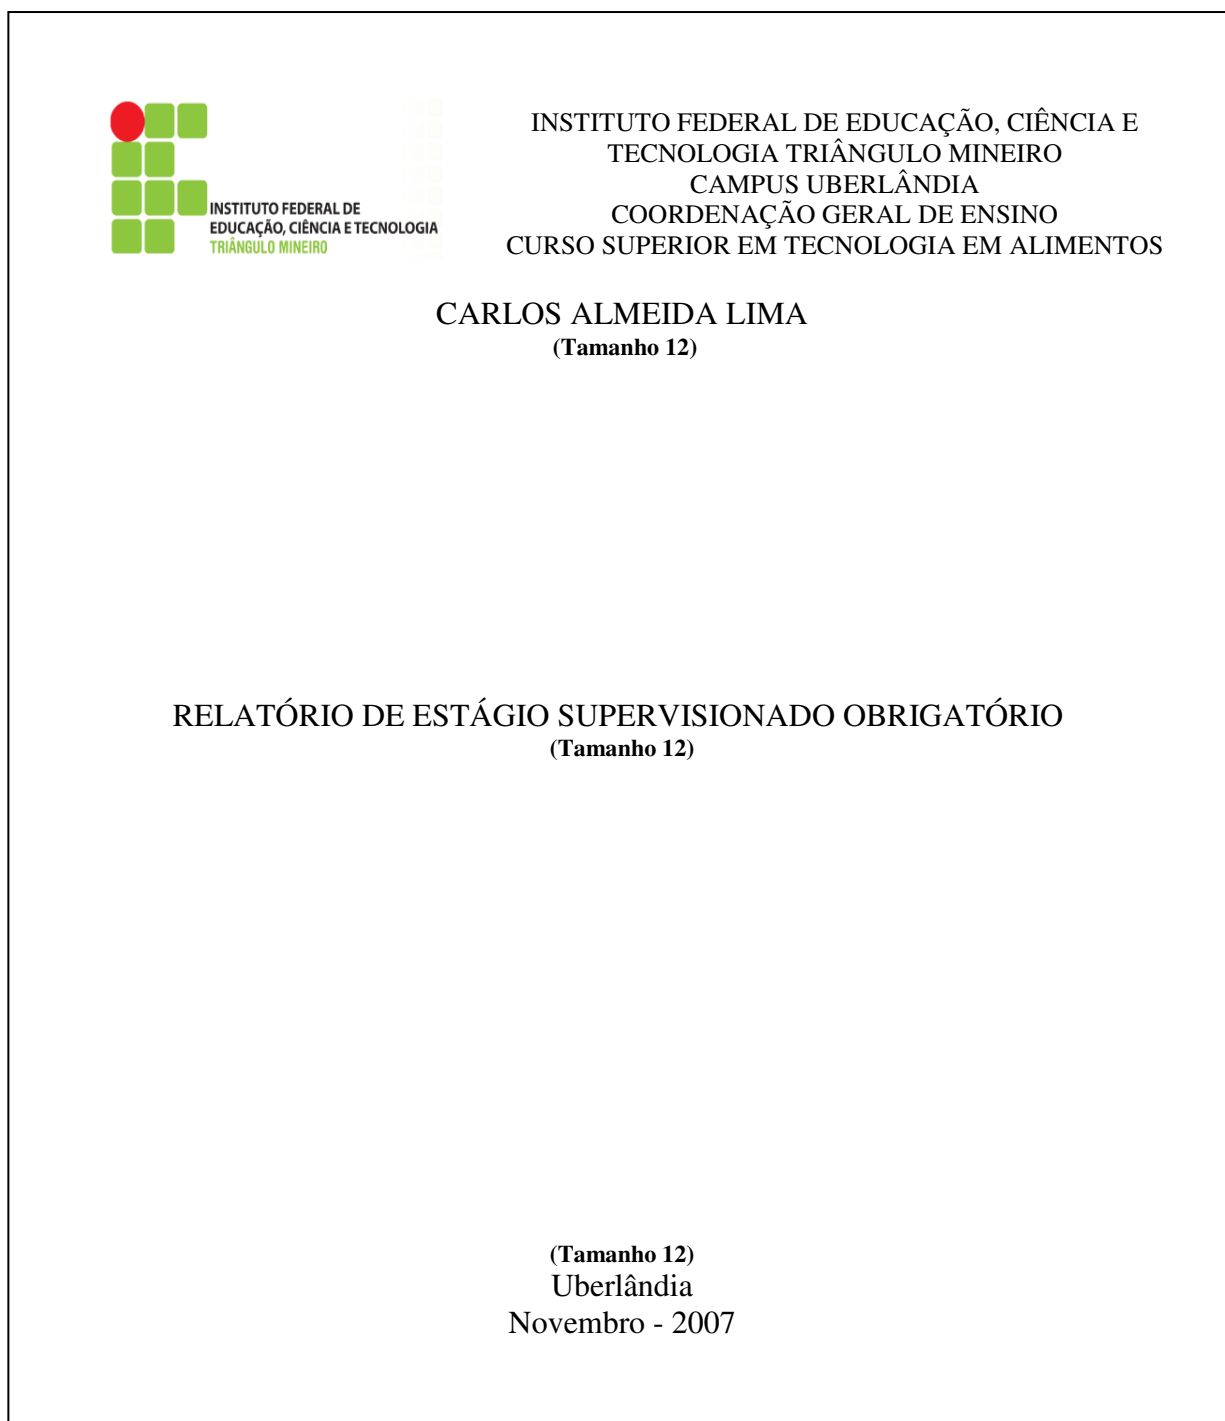 INSTITUTO FEDERAL DE
EDUCAÇÃO, CIÊNCIA E TECNOLOGIA
TRIÂNGULO MINEIRO
INSTITUTO FEDERAL DE EDUCAÇÃO, CIÊNCIA E
TECNOLOGIA TRIÂNGULO MINEIRO
CAMPUS UBERLÂNDIA
COORDENAÇÃO GERAL DE ENSINO
CURSO SUPERIOR EM TECNOLOGIA EM ALIMENTOS
CARLOS ALMEIDA LIMA
(Tamanho 12)
RELATÓRIO DE ESTÁGIO SUPERVISIONADO OBRIGATÓRIO
(Tamanho 12)
(Tamanho 12)
Uberlândia
Novembro - 2007